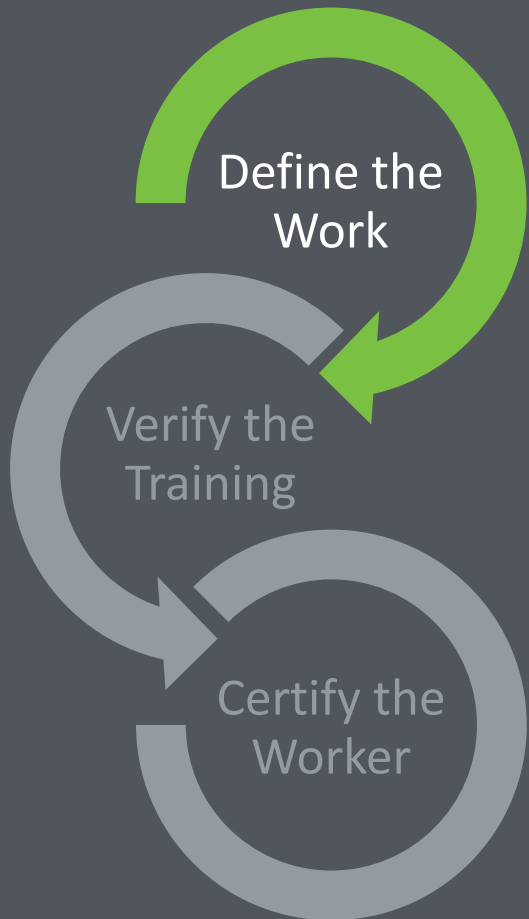 Define the
Work
Verify the
Training
Certify the
Worker